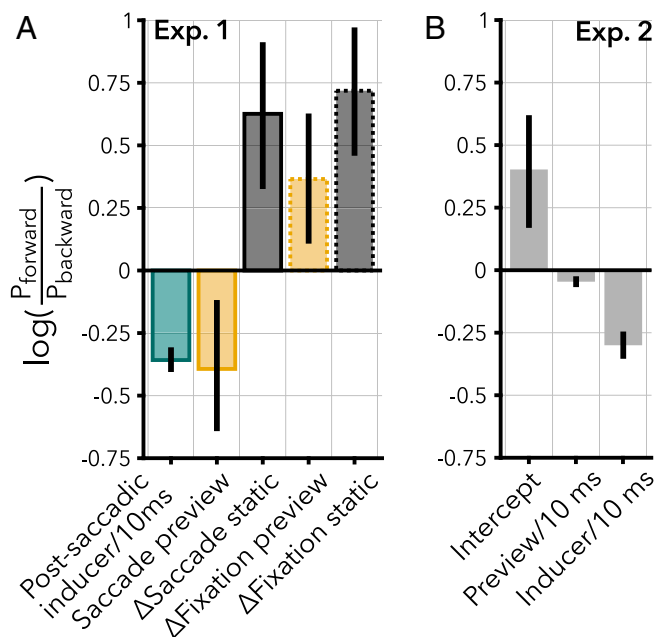 A
Exp. 1
log(P_forward/P_backward)
1
0.75
0.5
0.25
0
-0.25
-0.5
-0.75
Post-saccadic
inducer/10ms
Saccade preview
ΔSaccade static
ΔFixation preview
ΔFixation static
B
Exp. 2
1
0.75
0.5
0.25
0
-0.25
-0.5
-0.75
Intercept
Preview/10 ms
Inducer/10 ms